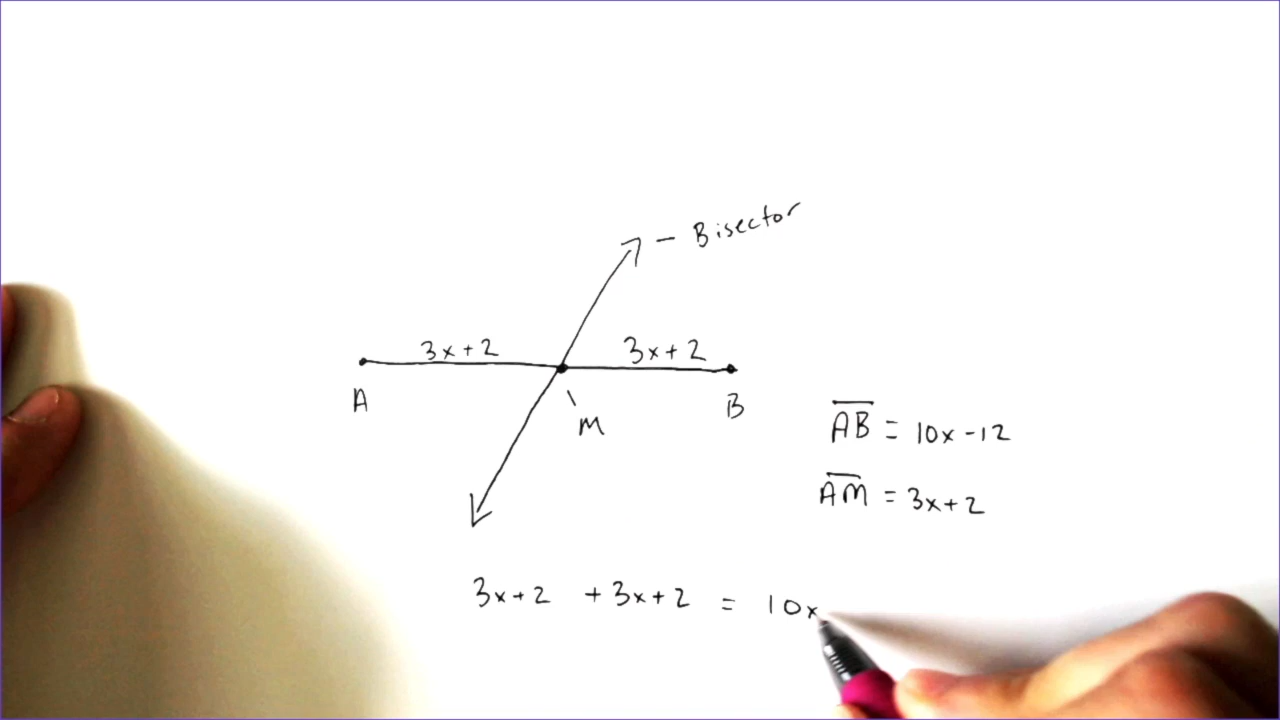 — Bisector
3x+2 3x+2
A M B
AB = 10x-12
AM = 3x+2
3x+2 +3x+2 = 10x